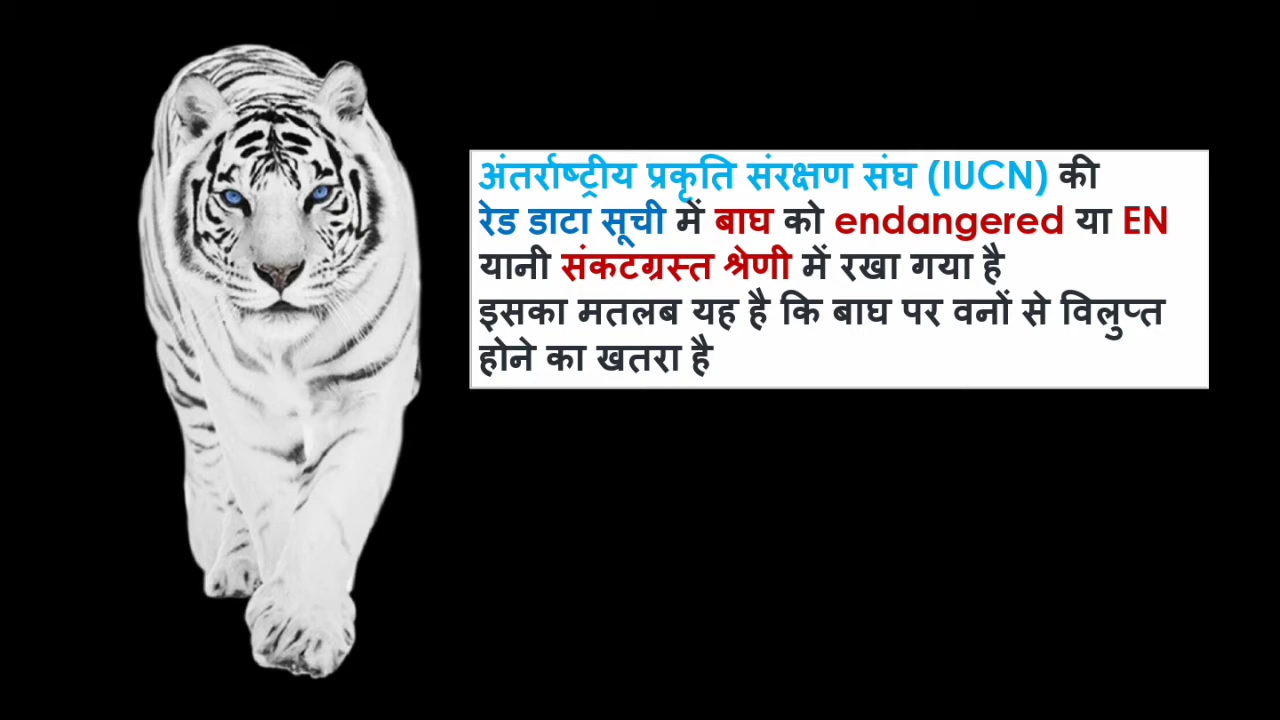 अंतर्राष्ट्रीय प्रकृति संरक्षण संघ (IUCN) की
रेड डाटा सूची में बाघ को endangered या EN
यानी संकटग्रस्त श्रेणी में रखा गया है
इसका मतलब यह है कि बाघ पर वनों से विलुप्त
होने का खतरा है